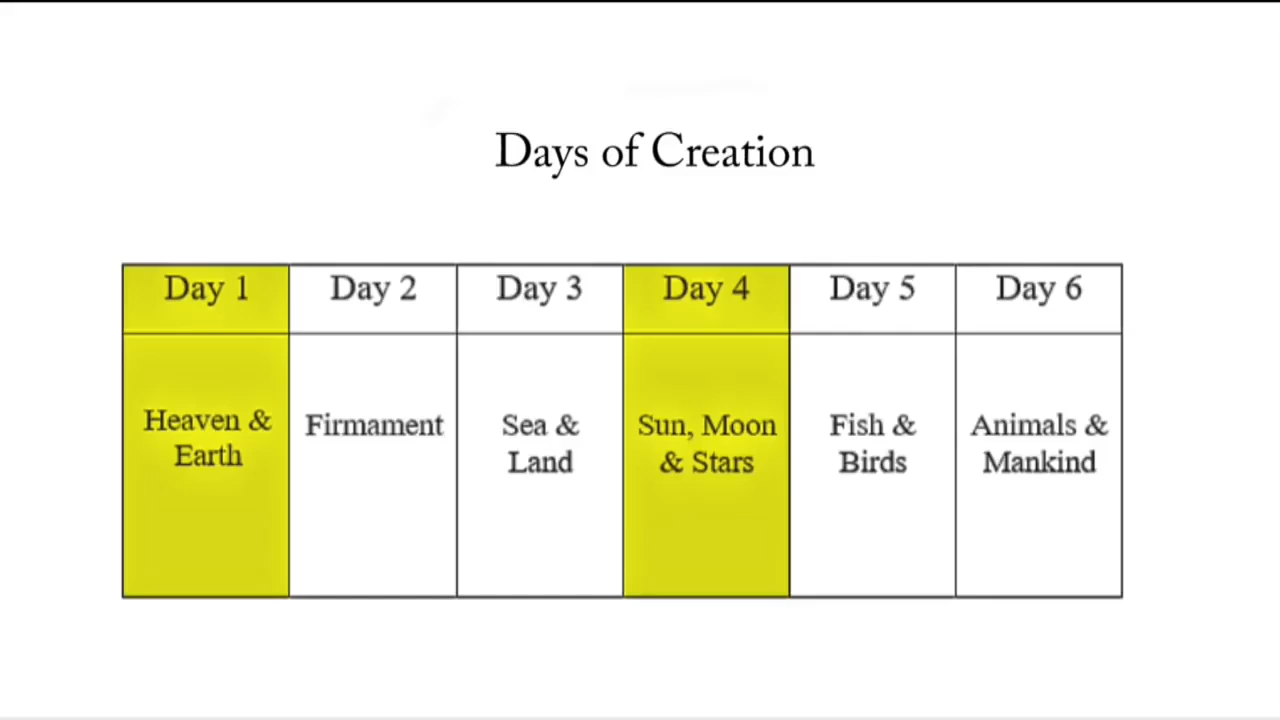 Days of Creation
Day 1
Day 2
Day 3
Day 4
Day 5
Day 6
Heaven &
Earth
Firmament
Sea &
Land
Sun, Moon
& Stars
Fish &
Birds
Animals &
Mankind